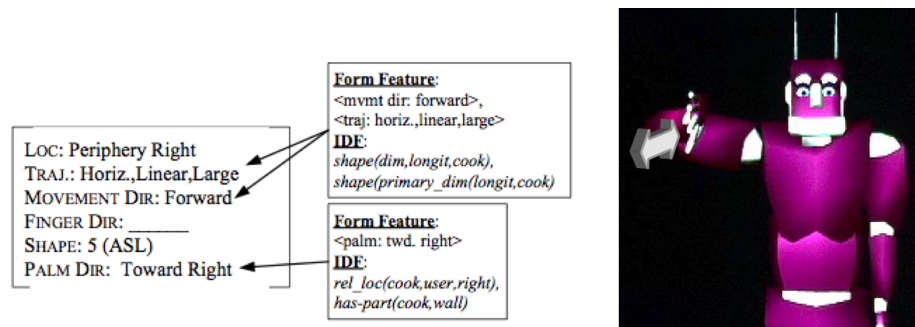 LOC: Periphery Right
TRAJ.: Horiz.,Linear,Large
MOVEMENT DIR: Forward
FINGER DIR: ______
SHAPE: 5 (ASL)
PALM DIR: Toward Right
Form Feature:
<mvmt dir: forward>,
<traj: horiz.,linear,large>
IDF:
shape(dim,longit,cook),
shape(primary_dim(longit,cook)
Form Feature:
<palm: twd. right>
IDF:
rel_loc(cook,user,right),
has-part(cook,wall)